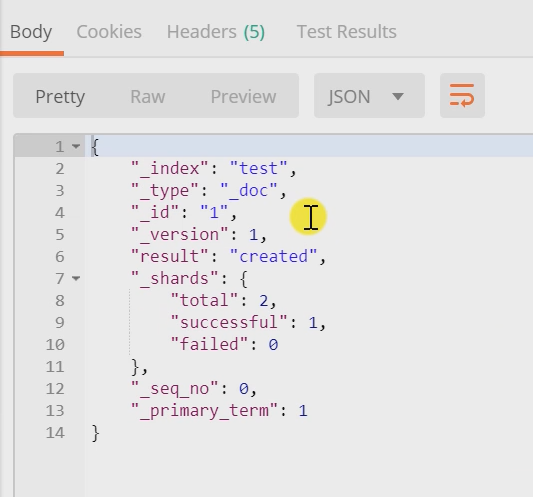 Body Cookies Headers (5) Test Results
Pretty Raw Preview JSON
1 {
2 "_index": "test",
3 "_type": "_doc",
4 "_id": "1",
5 "_version": 1,
6 "result": "created",
7 "_shards": {
8 "total": 2,
9 "successful": 1,
10 "failed": 0
11 },
12 "_seq_no": 0,
13 "_primary_term": 1
14 }